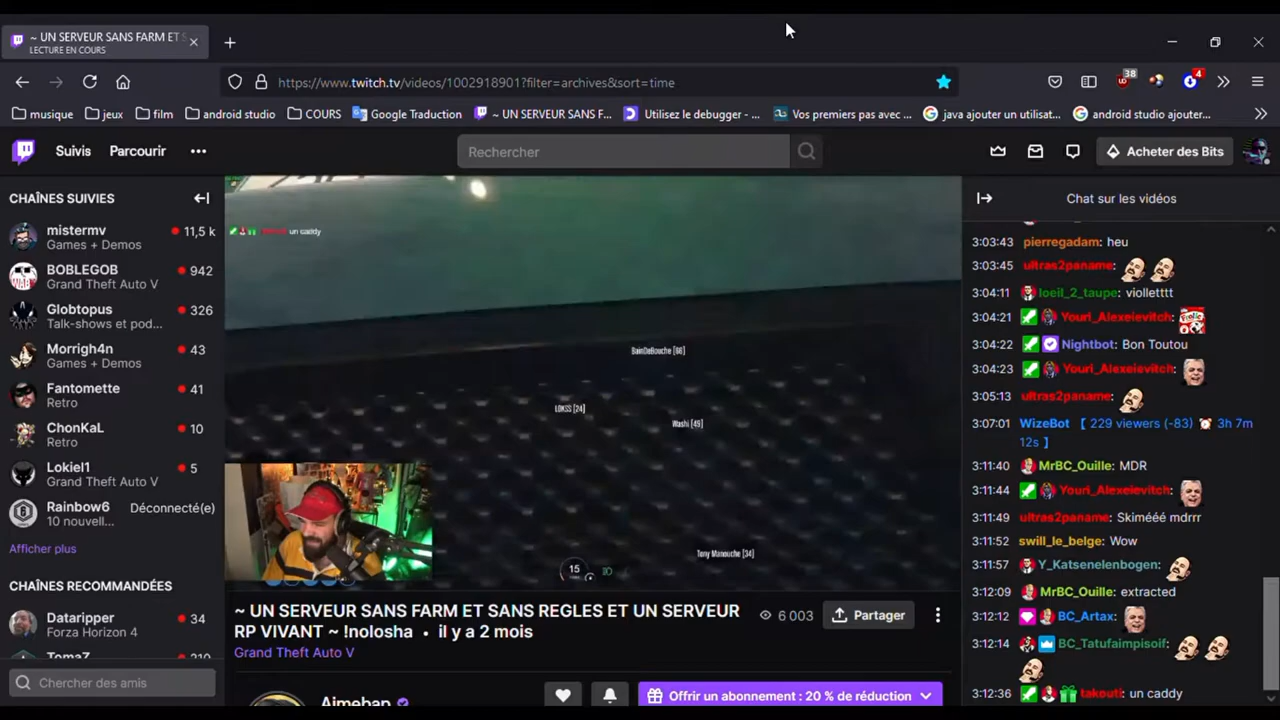 ~ UN SERVEUR SANS FARM ET S
LECTURE EN COURS
https://www.twitch.tv/videos/1002918901?filter=archives&sort=time
38
4
musique
jeux
film
android studio
COURS
Google Traduction
~ UN SERVEUR SANS F...
Utilisez le debugger - ...
Vos premiers pas avec ...
java ajouter un utilisat...
android studio ajouter...
Suivis
Parcourir
Rechercher
Acheter des Bits
CHAÎNES SUIVIES
mistermv
11,5 k
Games + Demos
BOBLEGOB
942
Grand Theft Auto V
Globtopus
326
Talk-shows et pod...
Morrigh4n
43
Games + Demos
Fantomette
41
Retro
ChonKaL
10
Retro
Lokiel1
5
Grand Theft Auto V
Rainbow6
Déconnecté(e)
10 nouvell...
Afficher plus
CHAÎNES RECOMMANDÉES
Dataripper
34
Forza Horizon 4
TomaZ
210
Chercher des amis
un caddy
BainDeBouche [66]
LOKSS [24]
Washi [49]
Tony Manouche [34]
15
~ UN SERVEUR SANS FARM ET SANS REGLES ET UN SERVEUR
RP VIVANT ~ !nolosha • il y a 2 mois
Grand Theft Auto V
6 003
Partager
Aimeban
Offrir un abonnement : 20 % de réduction
Chat sur les vidéos
3:03:43 pierregadam: heu
3:03:45 ultras2paname:
3:04:11 loeil_2_taupe: viollettt
3:04:21 Youri_Alexeievitch:
3:04:22 Nightbot: Bon Toutou
3:04:23 Youri_Alexeievitch:
3:05:13 ultras2paname:
3:07:01 WizeBot 【 229 viewers (-83) ⏰ 3h 7m
12s 】
3:11:40 MrBC_Ouille: MDR
3:11:44 Youri_Alexeievitch:
3:11:49 ultras2paname: Skimééé mdrrr
3:11:52 swill_le_belge: Wow
3:11:57 Y_Katsenelenbogen:
3:12:09 MrBC_Ouille: extracted
3:12:12 BC_Artax:
3:12:14 BC_Tatufaimpisoif:
3:12:36 takouti: un caddy